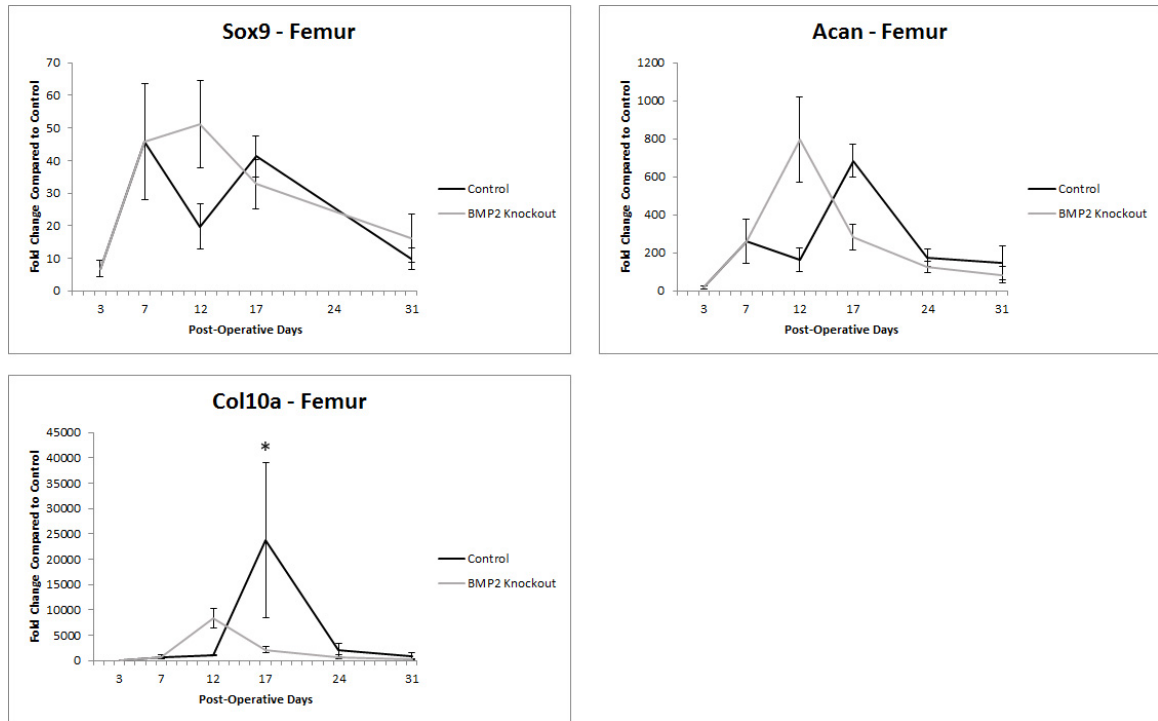 Sox9 - Femur
Fold Change Compared to Control
70
60
50
40
30
20
10
0
3 7 12 17 24 31
Post-Operative Days
Control
BMP2 Knockout
Acan - Femur
Fold Change Compared to Control
1200
1000
800
600
400
200
0
3 7 12 17 24 31
Post-Operative Days
Control
BMP2 Knockout
Col10a - Femur
Fold Change Compared to Control
45000
40000
35000
30000
25000
20000
15000
10000
5000
0
*
3 7 12 17 24 31
Post-Operative Days
Control
BMP2 Knockout